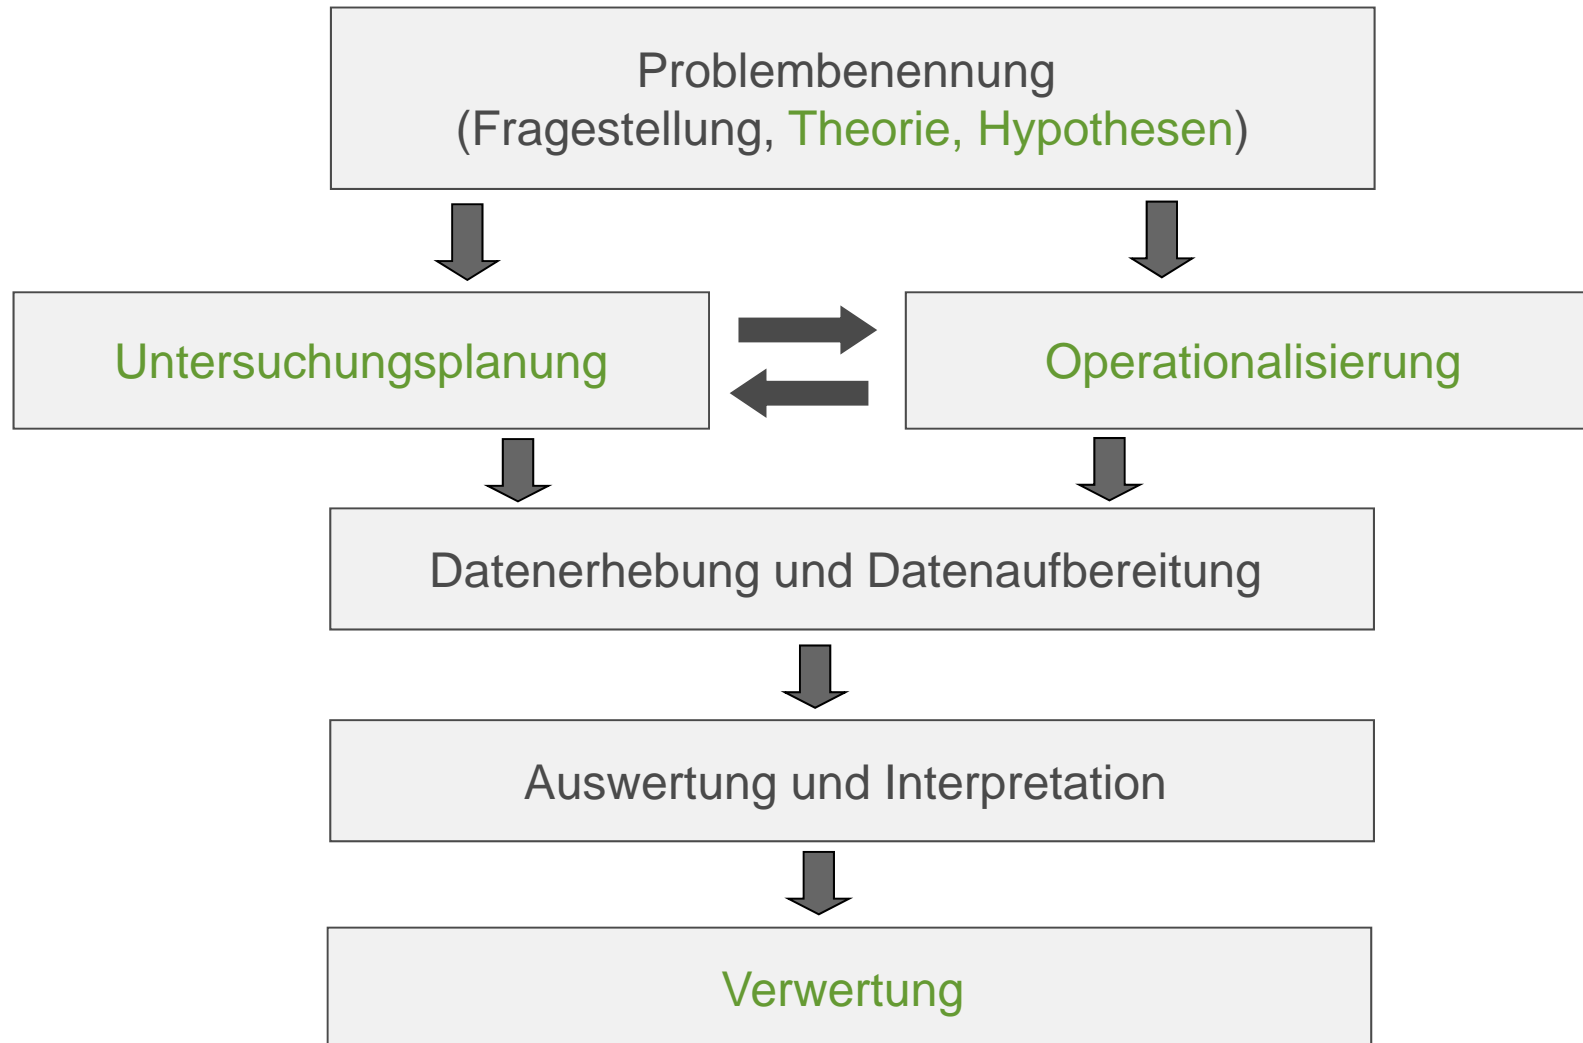 Problembenennung
(Fragestellung, Theorie, Hypothesen)
Untersuchungsplanung
Operationalisierung
Datenerhebung und Datenaufbereitung
Auswertung und Interpretation
Verwertung